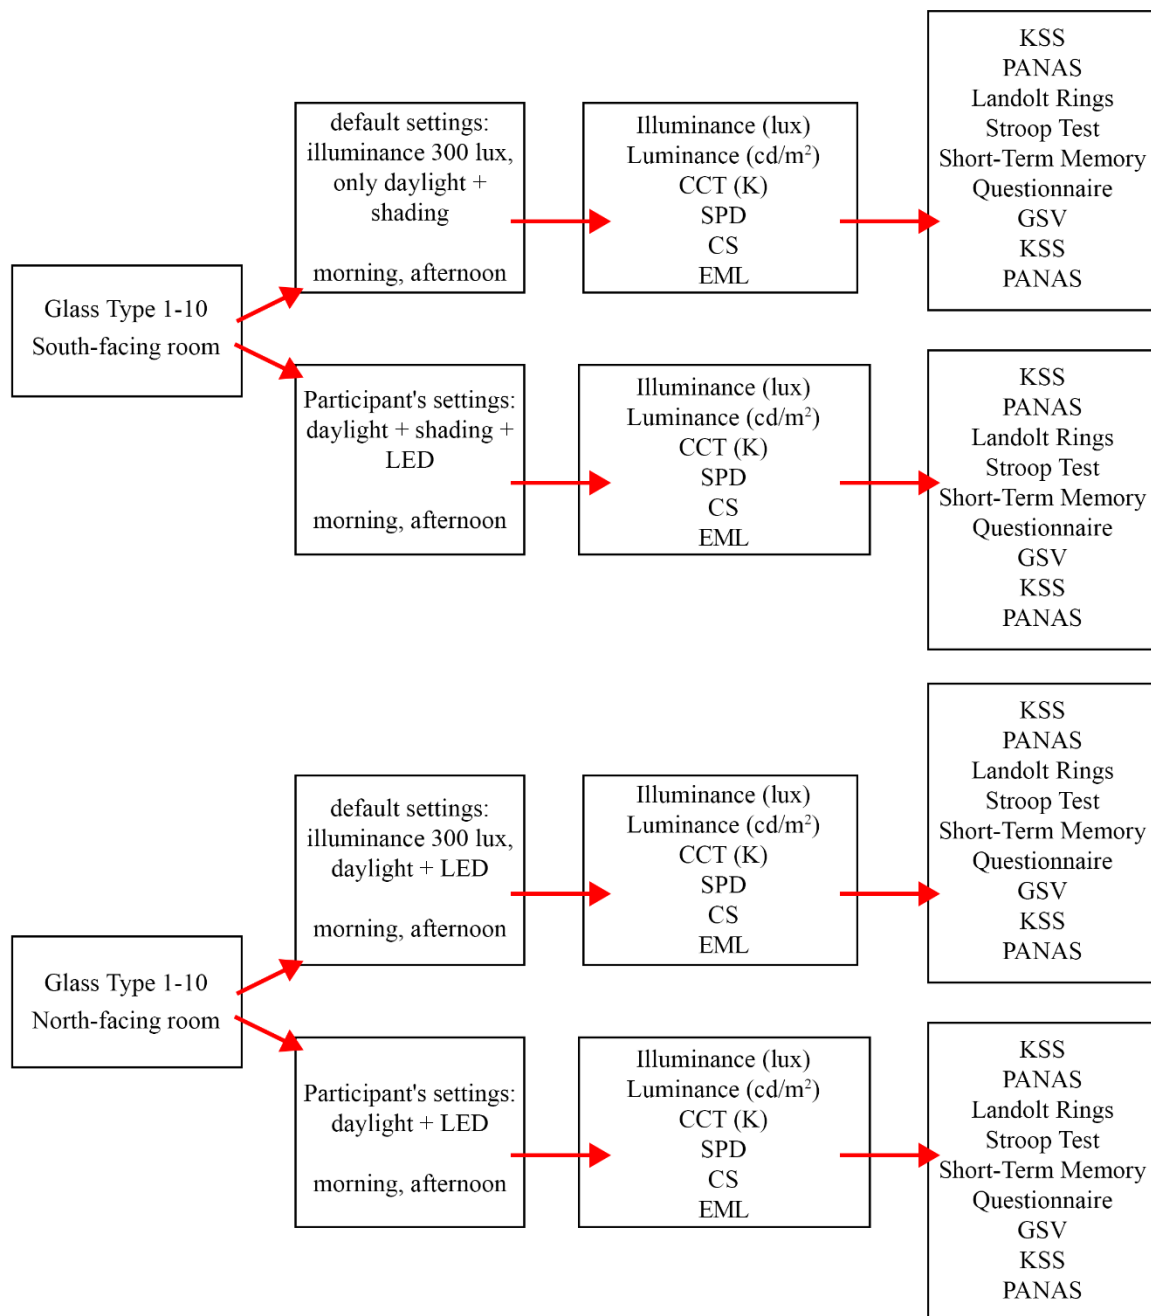 Glass Type 1-10
South-facing room
default settings:
illuminance 300 lux,
only daylight +
shading
morning, afternoon
Illuminance (lux)
Luminance (cd/m²)
CCT (K)
SPD
CS
EML
KSS
PANAS
Landolt Rings
Stroop Test
Short-Term Memory
Questionnaire
GSV
KSS
PANAS
Participant's settings:
daylight + shading +
LED
morning, afternoon
Illuminance (lux)
Luminance (cd/m²)
CCT (K)
SPD
CS
EML
KSS
PANAS
Landolt Rings
Stroop Test
Short-Term Memory
Questionnaire
GSV
KSS
PANAS
Glass Type 1-10
North-facing room
default settings:
illuminance 300 lux,
daylight + LED
morning, afternoon
Illuminance (lux)
Luminance (cd/m²)
CCT (K)
SPD
CS
EML
KSS
PANAS
Landolt Rings
Stroop Test
Short-Term Memory
Questionnaire
GSV
KSS
PANAS
Participant's settings:
daylight + LED
morning, afternoon
Illuminance (lux)
Luminance (cd/m²)
CCT (K)
SPD
CS
EML
KSS
PANAS
Landolt Rings
Stroop Test
Short-Term Memory
Questionnaire
GSV
KSS
PANAS